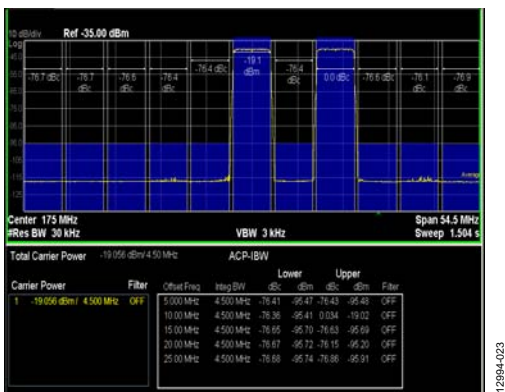 10 dB/div Ref -35.00 dBm
Log
-19.1
dBm
-76.7 dBc
-76.7
dBc
-76.6
dBc
-76.4
dBc
-76.4 dBc
-76.4
dBc
0.0 dBc
-76.6 dBc
-76.1
dBc
-76.9
dBc
Average
Center 175 MHz Span 54.5 MHz
#Res BW 30 kHz VBW 3 kHz Sweep 1.504 s
Total Carrier Power -19.056 dBm/ 4.50 MHz ACP-IBW
Lower Upper
Carrier Power Filter Offset Freq Integ BW dBc dBm dBc dBm Filter
1 -19.056 dBm / 4.500 MHz OFF 5.000 MHz 4.500 MHz -76.41 -95.47 -76.43 -95.48 OFF
10.00 MHz 4.500 MHz -76.36 -95.41 0.034 -19.02 OFF
15.00 MHz 4.500 MHz -76.65 -95.70 -76.63 -95.69 OFF
20.00 MHz 4.500 MHz -76.67 -95.72 -76.15 -95.20 OFF
25.00 MHz 4.500 MHz -76.68 -95.74 -76.86 -95.91 OFF
12994-023